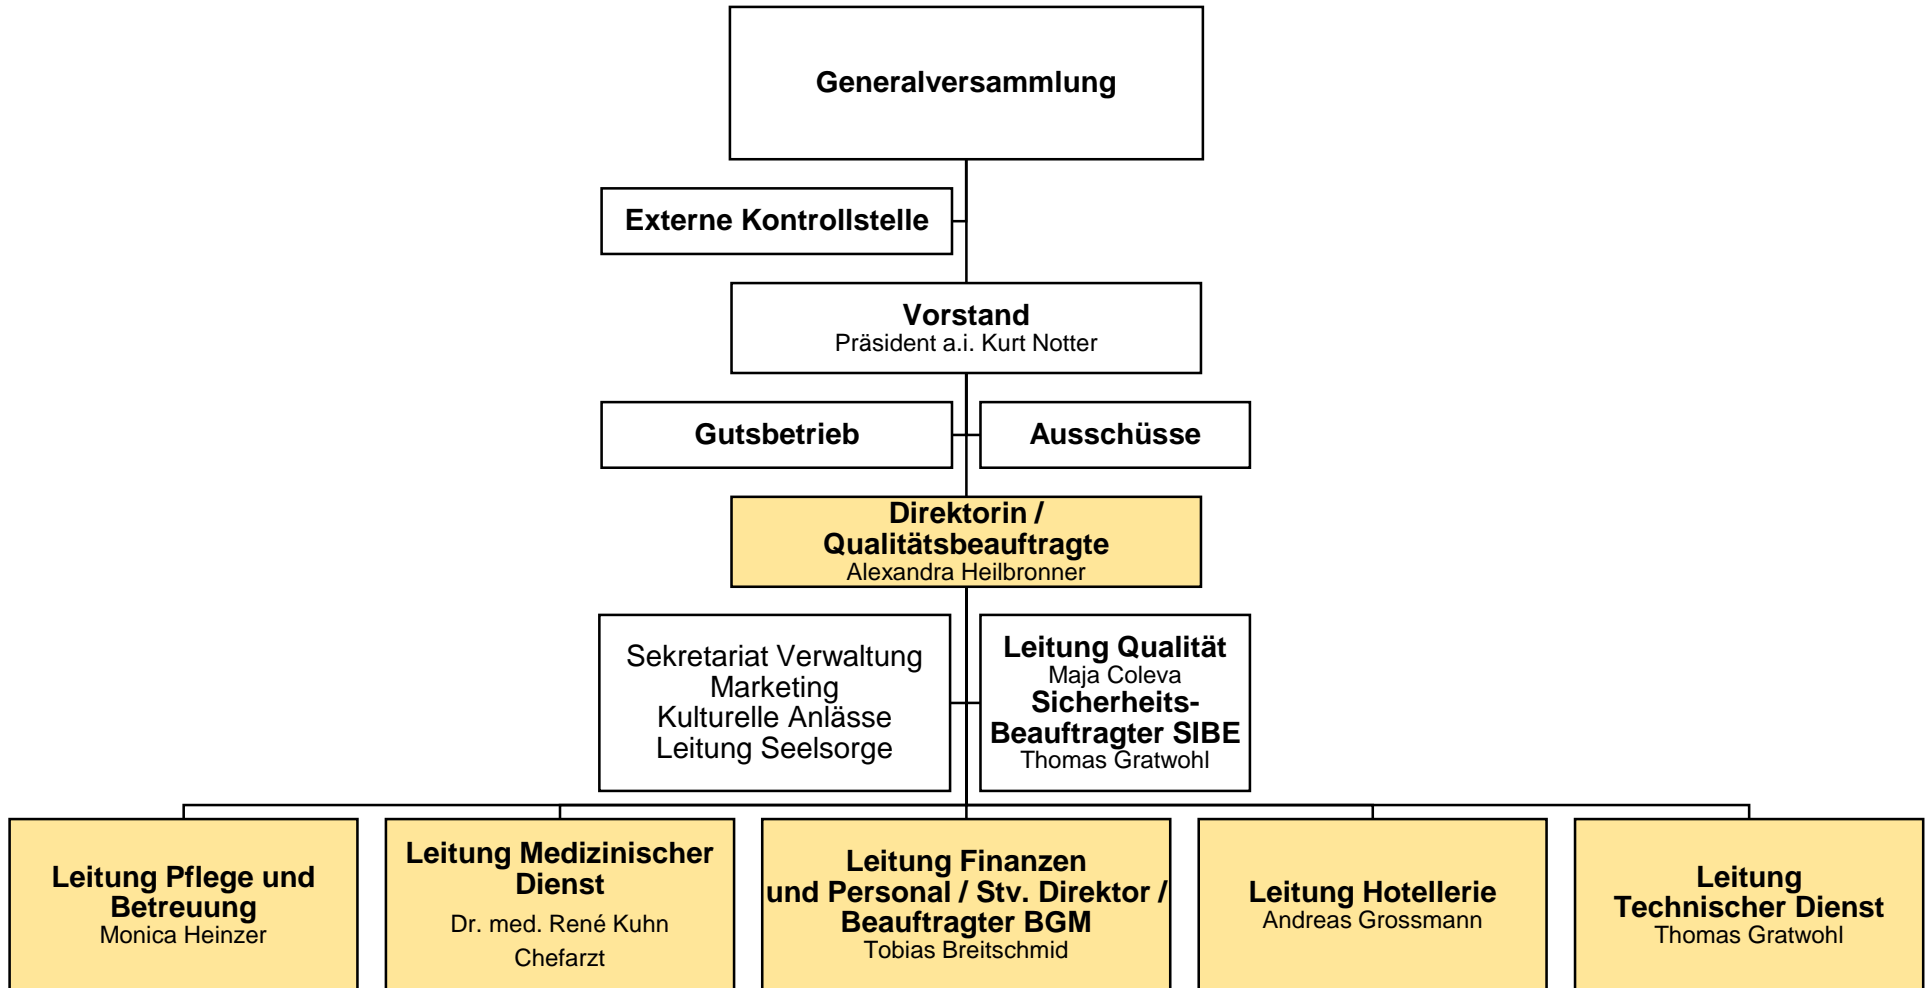 Generalversammlung
Externe Kontrollstelle
Vorstand
Präsident a.i. Kurt Notter
Gutsbetrieb
Ausschüsse
Direktorin /
Qualitätsbeauftragte
Alexandra Heilbronner
Sekretariat Verwaltung
Marketing
Kulturelle Anlässe
Leitung Seelsorge
Leitung Qualität
Maja Coleva
Sicherheits-
Beauftragter SIBE
Thomas Gratwohl
Leitung Pflege und
Betreuung
Monica Heinzer
Leitung Medizinischer
Dienst
Dr. med. René Kuhn
Chefarzt
Leitung Finanzen
und Personal / Stv. Direktor /
Beauftragter BGM
Tobias Breitschmid
Leitung Hotellerie
Andreas Grossmann
Leitung
Technischer Dienst
Thomas Gratwohl